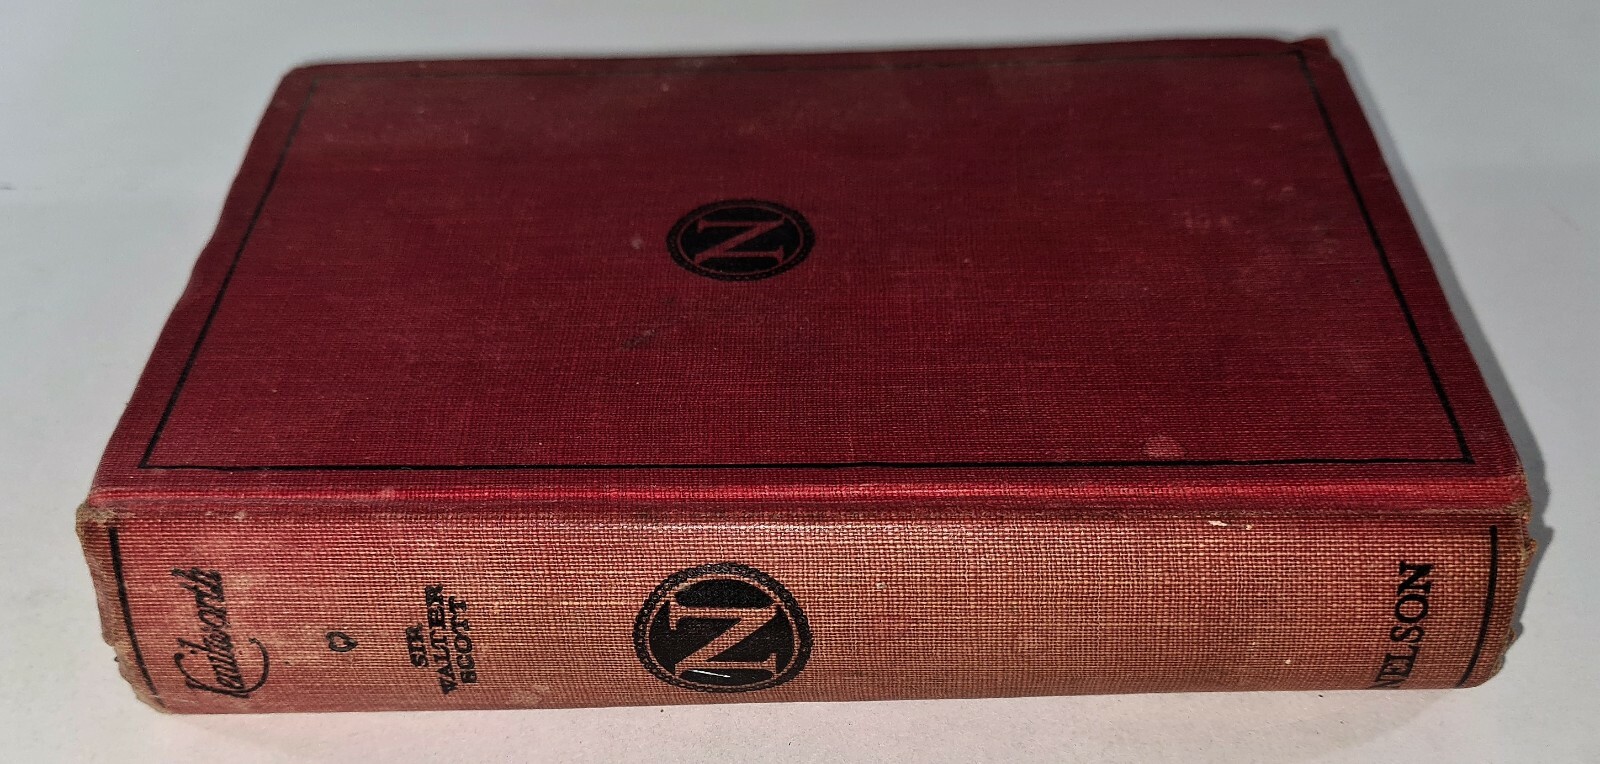 N
Kenilworth
SIR
WALTER
SCOTT
N
NELSON